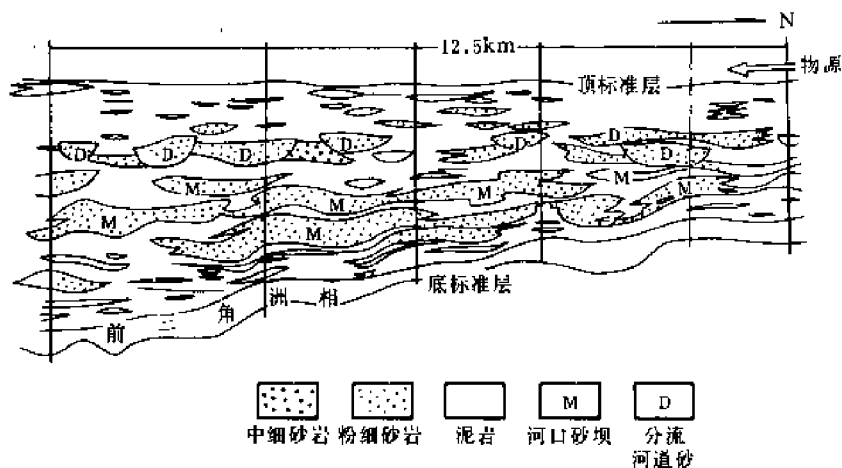 N
12.5km
物源
顶标准层
D
D
D D D
D
M
M M M
M
M
M
底标准层
前三角洲相
M
D
中细砂岩 粉细砂岩 泥岩 河口砂坝 分流
河道砂